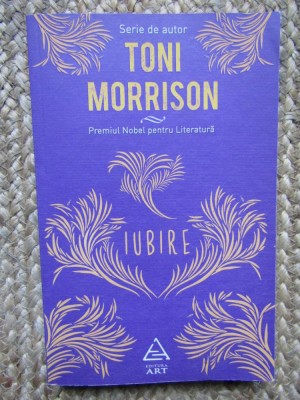 Serie de autor
TONI
MORRISON
Premiul Nobel pentru Literatură
IUBIRE
EDITURA
ART